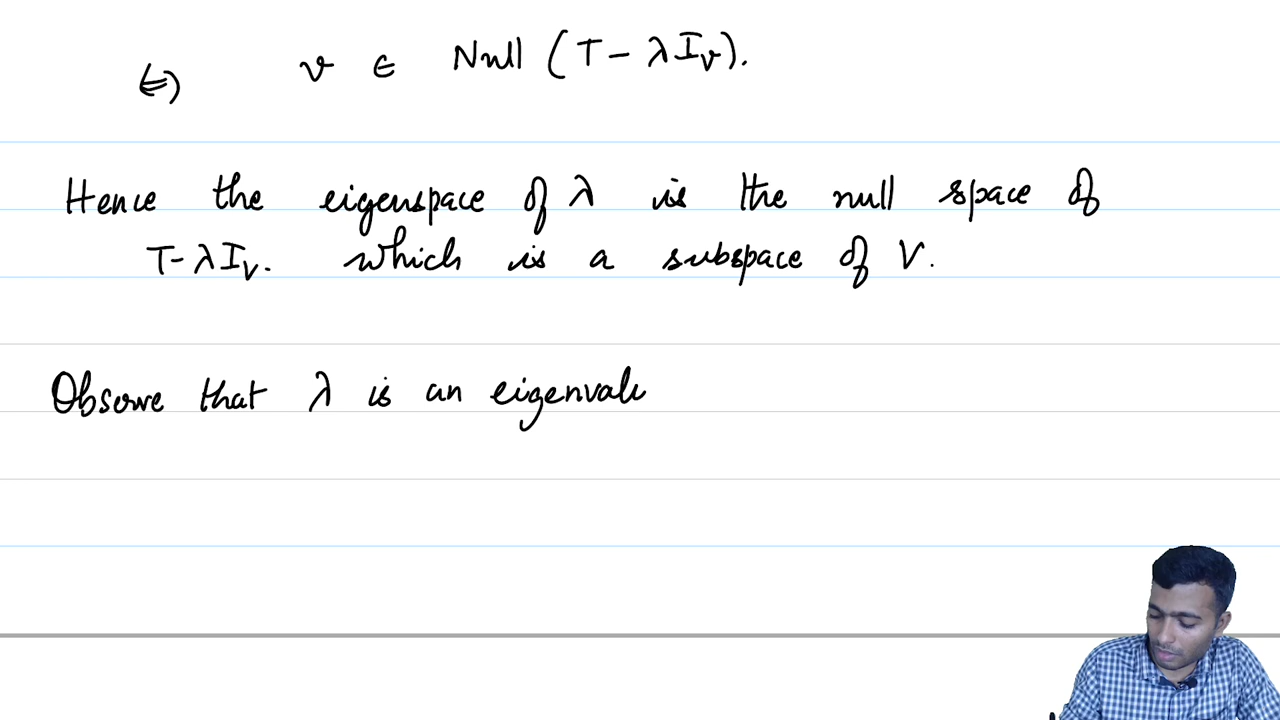 ⇔ v ∈ Null (T - λI_V).
Hence the eigenspace of λ is the null space of
T-λI_V. which is a subspace of V.
Observe that λ is an eigenvalu